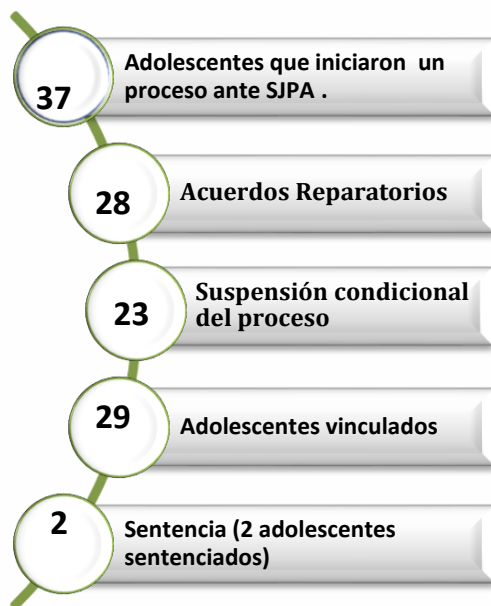 37
Adolescentes que iniciaron un
proceso ante SJPA .
28
Acuerdos Reparatorios
23
Suspensión condicional
del proceso
29
Adolescentes vinculados
2
Sentencia (2 adolescentes
sentenciados)